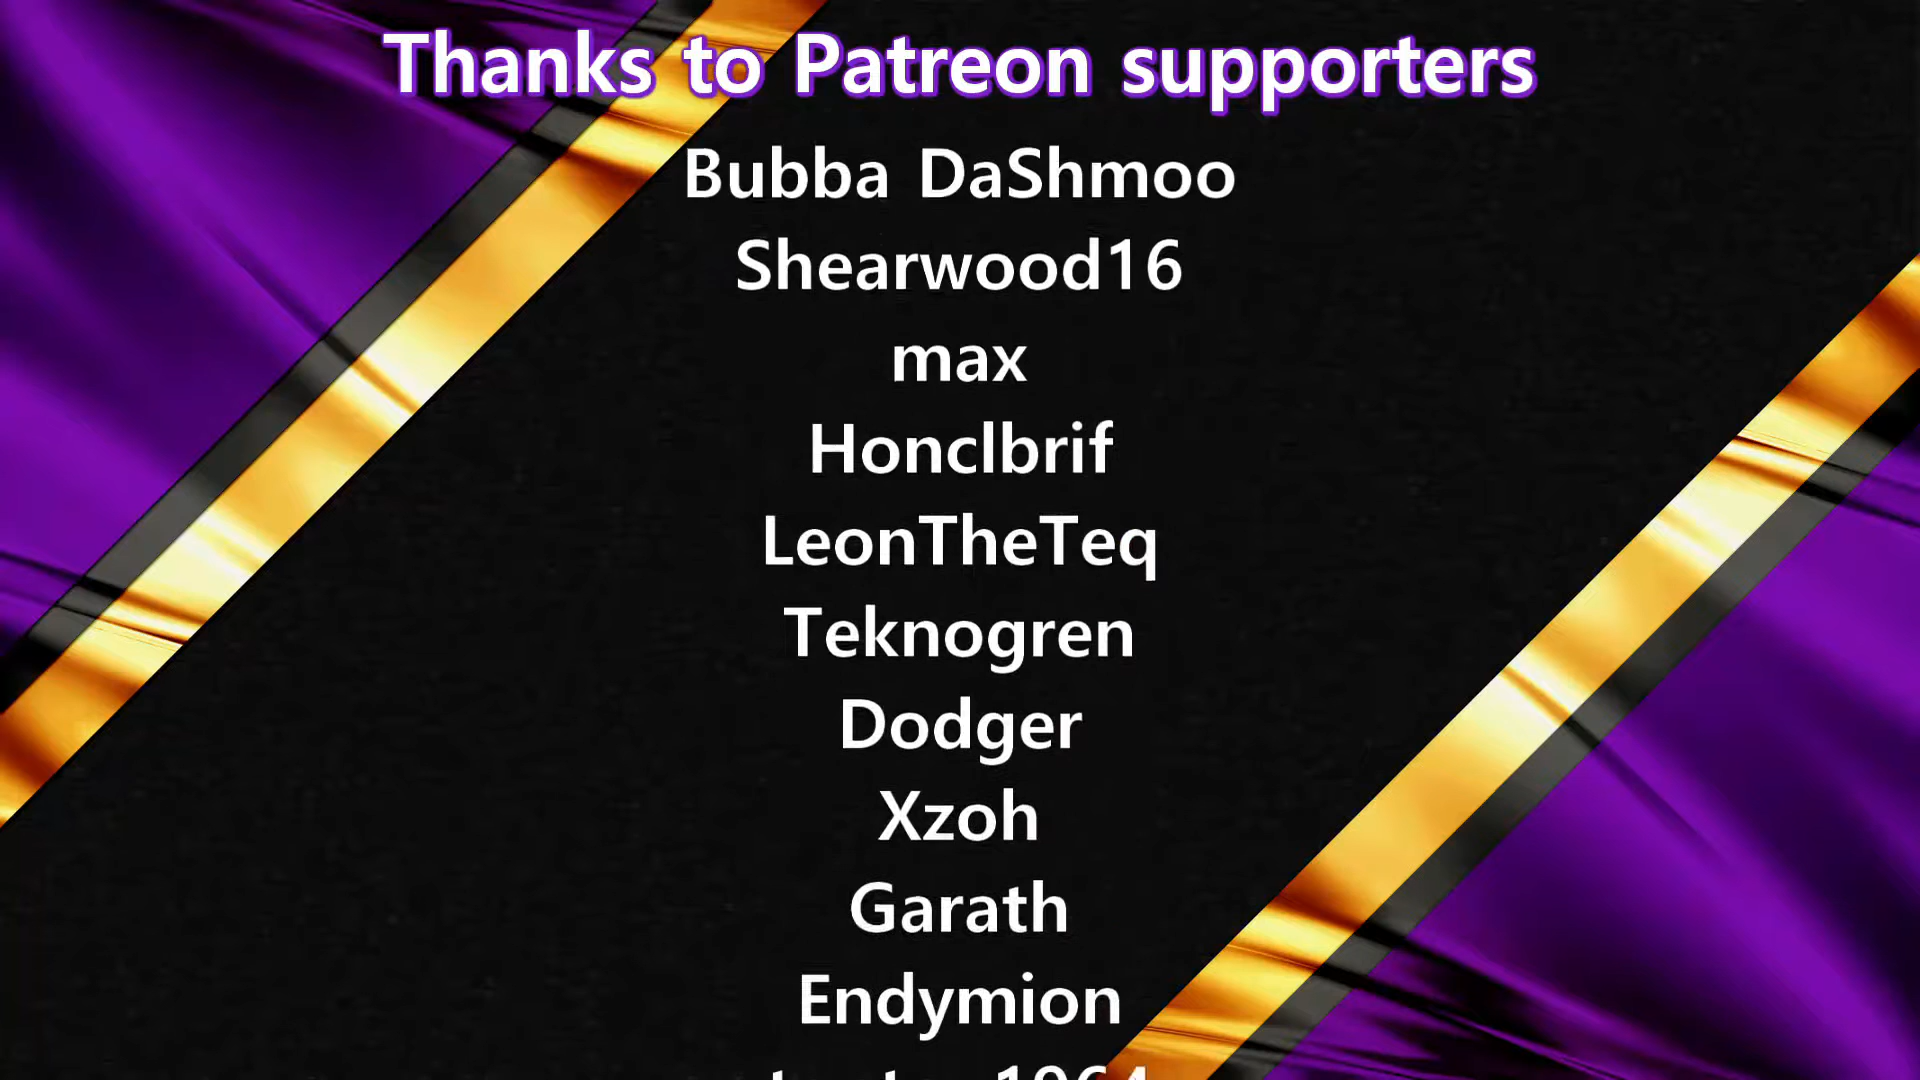 Thanks to Patreon supporters
Bubba DaShmoo
Shearwood16
max
Honclbrif
LeonTheTeq
Teknogren
Dodger
Xzoh
Garath
Endymion